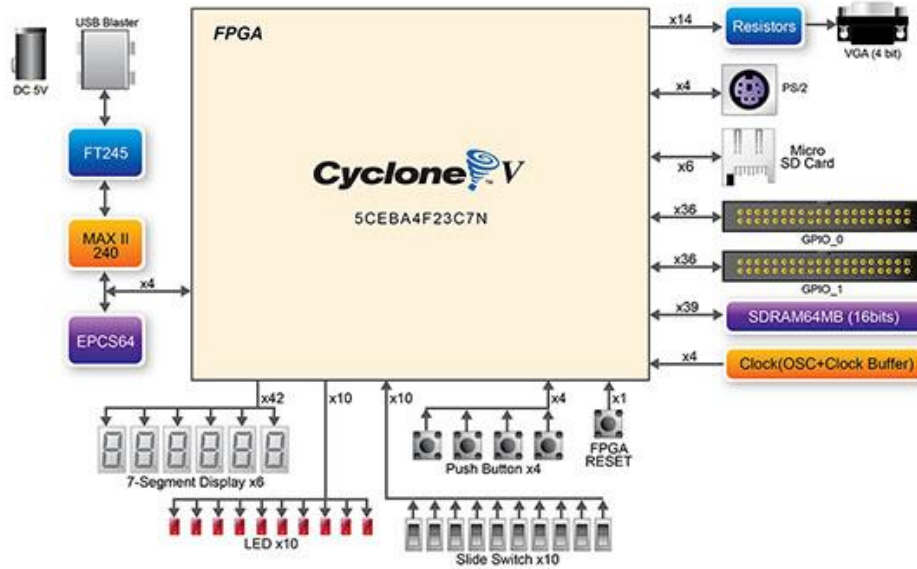 USB Blaster
DC 5V
FT245
MAX II
240
x4
EPCS64
FPGA
Cyclone V
™
5CEBA4F23C7N
x14
Resistors
VGA (4 bit)
x4
PS/2
x6
Micro
SD Card
x36
GPIO_0
x36
GPIO_1
x39
SDRAM64MB (16bits)
x4
Clock(OSC+Clock Buffer)
x42
x10
x10
x4
x1
7-Segment Display x6
Push Button x4
FPGA
RESET
LED x10
Slide Switch x10